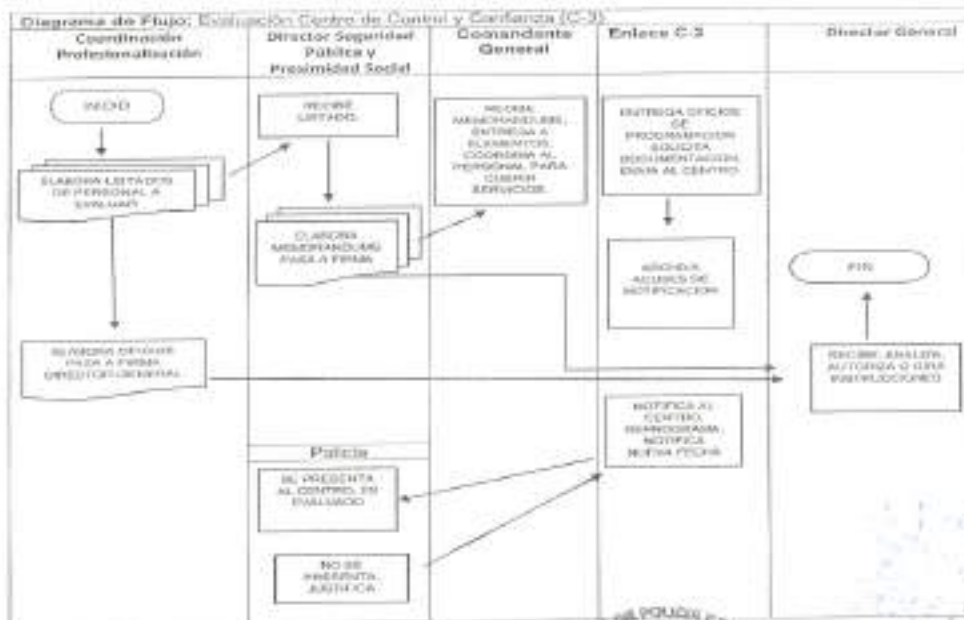 Diagrama de Flujo: Evaluación Centro de Control y Confianza (C-3)
Coordinación
Profesionalización
Director Seguridad
Pública y
Proximidad Social
Comandante
General
Enlace C-3
Director General
INICIO
ELABORA LISTADOS
DE PERSONAL A
EVALUAR
RECIBE
LISTADO.
ELABORA
MEMORANDUMS
PASA A FIRMA
RECIBE
MEMORANDUMS,
ENTREGA A
ELEMENTOS,
COORDINA AL
PERSONAL PARA
CUBRIR
SERVICIOS.
ENTREGA OFICIOS
DE
PROGRAMACION
SOLICITA
DOCUMENTACION,
ENVIA AL CENTRO
ARCHIVA
ACUSES DE
NOTIFICACION
FIN
ELABORA OFICIOS
PASA A FIRMA
DIRECTOR GENERAL
RECIBE, ANALIZA,
AUTORIZA O GIRA
INSTRUCCIONES
NOTIFICA AL
CENTRO,
REPROGRAMA,
NOTIFICA
NUEVA FECHA
Policía
SE PRESENTA
AL CENTRO, ES
EVALUADO
NO SE
PRESENTA,
JUSTIFICA